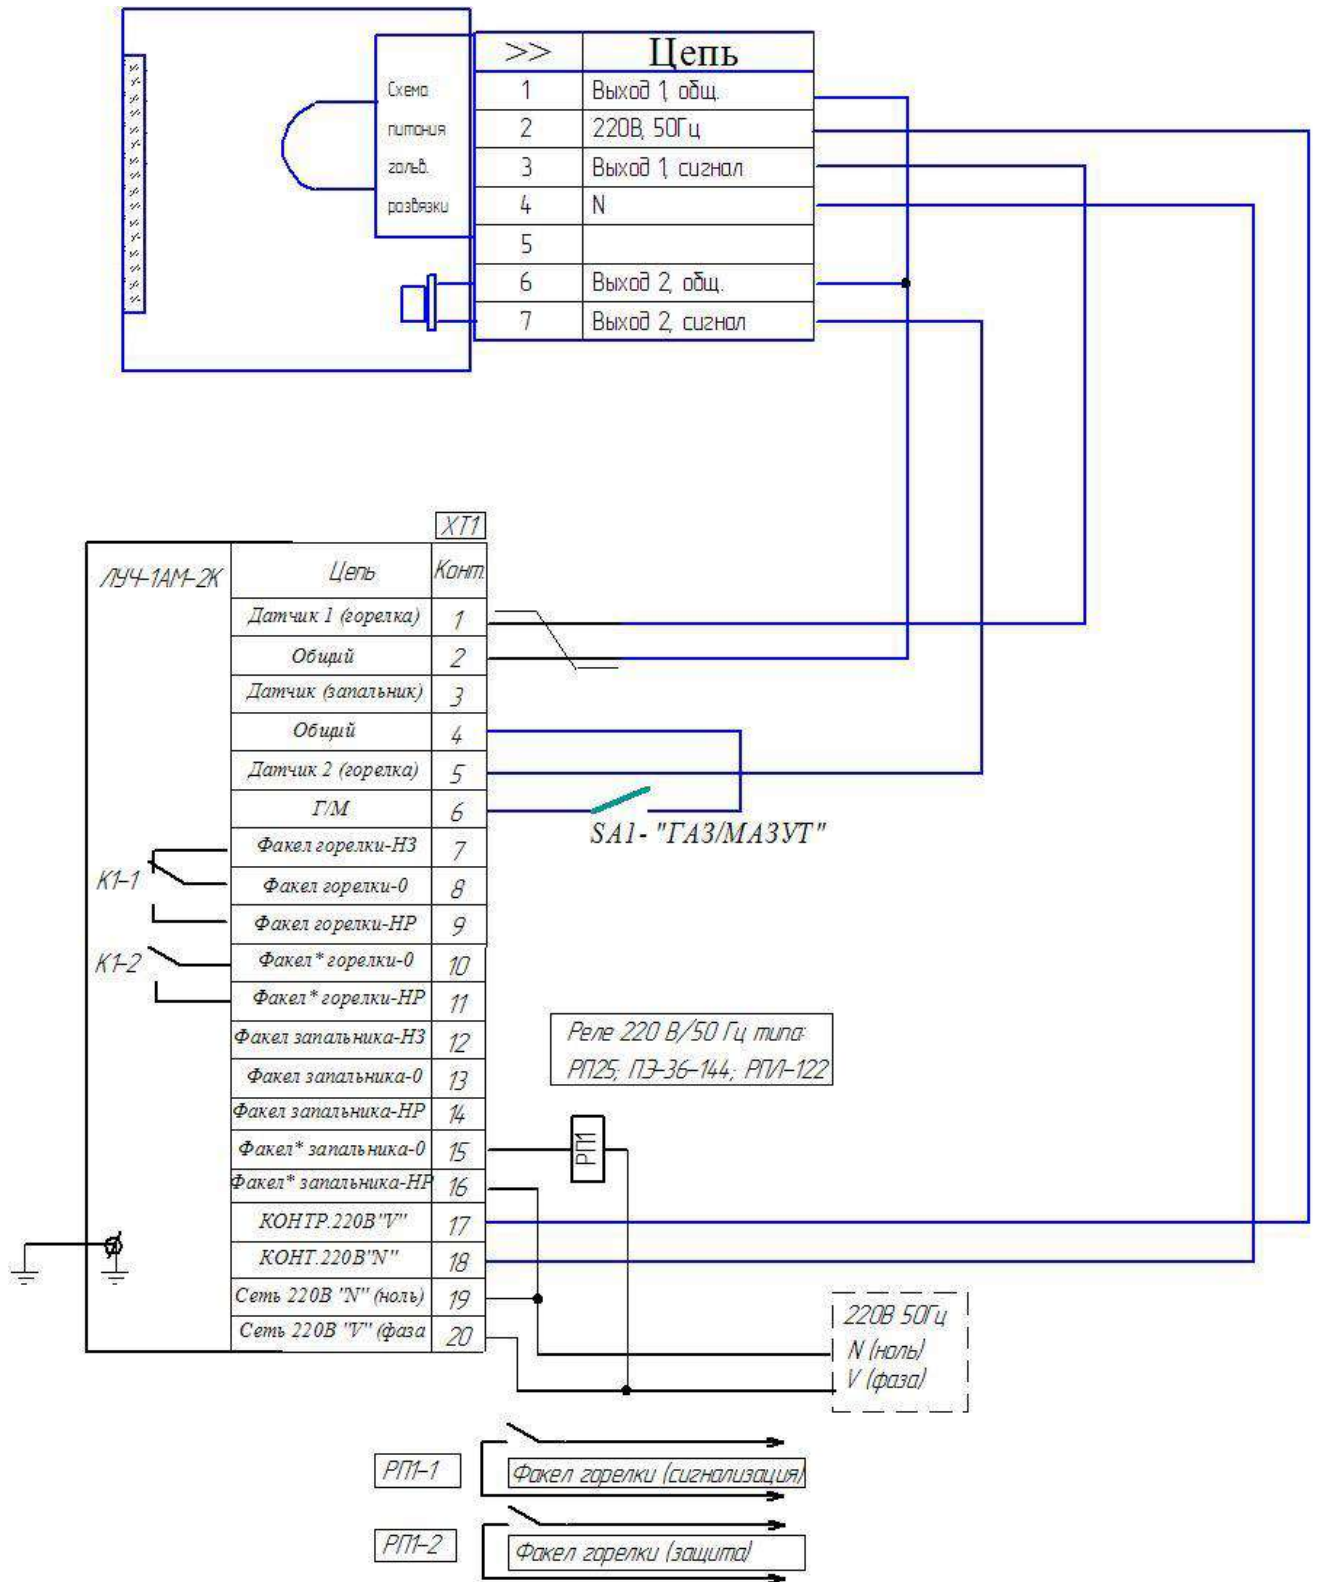 >> Цепь
Схема
питания
гальв.
развязки
1 Выход 1, общ.
2 220В, 50Гц
3 Выход 1, сигнал
4 N
5
6 Выход 2, общ.
7 Выход 2, сигнал
ХТ1
ЛУЧ-1АМ-2К Цепь Конт.
Датчик 1 (горелка) 1
Общий 2
Датчик (запальник) 3
Общий 4
Датчик 2 (горелка) 5
Г/М 6
SA1- "ГАЗ/МАЗУТ"
Факел горелки-НЗ 7
К1-1
Факел горелки-0 8
Факел горелки-НР 9
К1-2
Факел* горелки-0 10
Факел* горелки-НР 11
Факел запальника-НЗ 12
Факел запальника-0 13
Факел запальника-НР 14
Факел* запальника-0 15
Факел* запальника-НР 16
КОНТР.220В"V" 17
КОНТ.220В"N" 18
Сеть 220В "N" (ноль) 19
Сеть 220В "V" (фаза 20
Реле 220 В/50 Гц типа:
РП25; ПЭ-36-144; РПЛ-122
РП1
220В 50Гц
N (ноль)
V (фаза)
РП1-1
Факел горелки (сигнализация)
РП1-2
Факел горелки (защита)